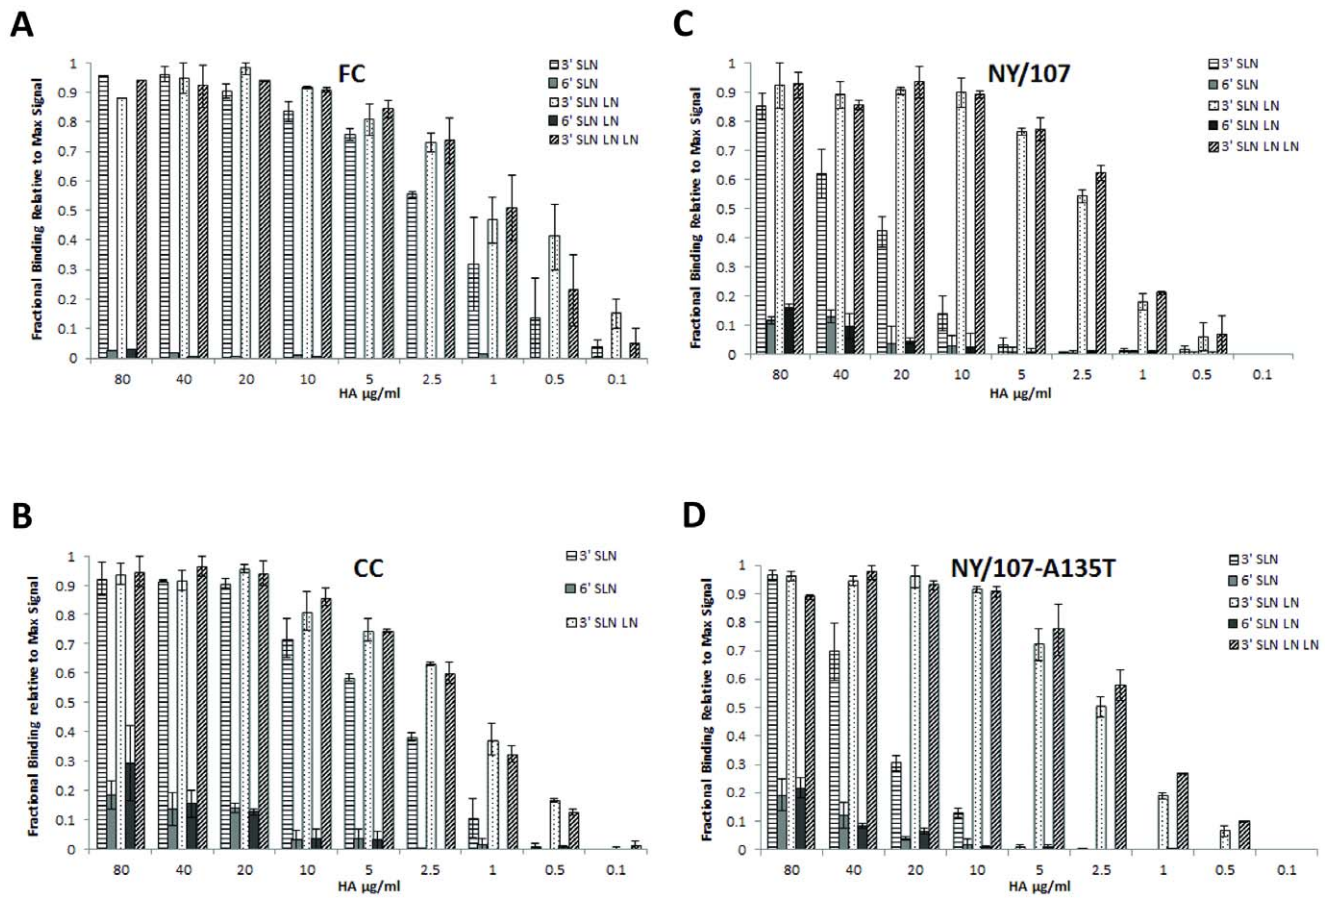 A
FC
Fractional Binding Relative to Max Signal
1
0.9
0.8
0.7
0.6
0.5
0.4
0.3
0.2
0.1
0
80 40 20 10 5 2.5 1 0.5 0.1
HA µg/ml
3' SLN
6' SLN
3' SLN LN
6' SLN LN
3' SLN LN LN
C
NY/107
Fractional Binding Relative to Max Signal
1
0.9
0.8
0.7
0.6
0.5
0.4
0.3
0.2
0.1
0
80 40 20 10 5 2.5 1 0.5 0.1
HA µg/ml
3' SLN
6' SLN
3' SLN LN
6' SLN LN
3' SLN LN LN
B
CC
Fractional Binding relative to Max Signal
1
0.9
0.8
0.7
0.6
0.5
0.4
0.3
0.2
0.1
0
80 40 20 10 5 2.5 1 0.5 0.1
HA µg/ml
3' SLN
6' SLN
3' SLN LN
D
NY/107-A135T
Fractional Binding Relative to Max Signal
1
0.9
0.8
0.7
0.6
0.5
0.4
0.3
0.2
0.1
0
80 40 20 10 5 2.5 1 0.5 0.1
HA µg/ml
3' SLN
6' SLN
3' SLN LN
6' SLN LN
3' SLN LN LN